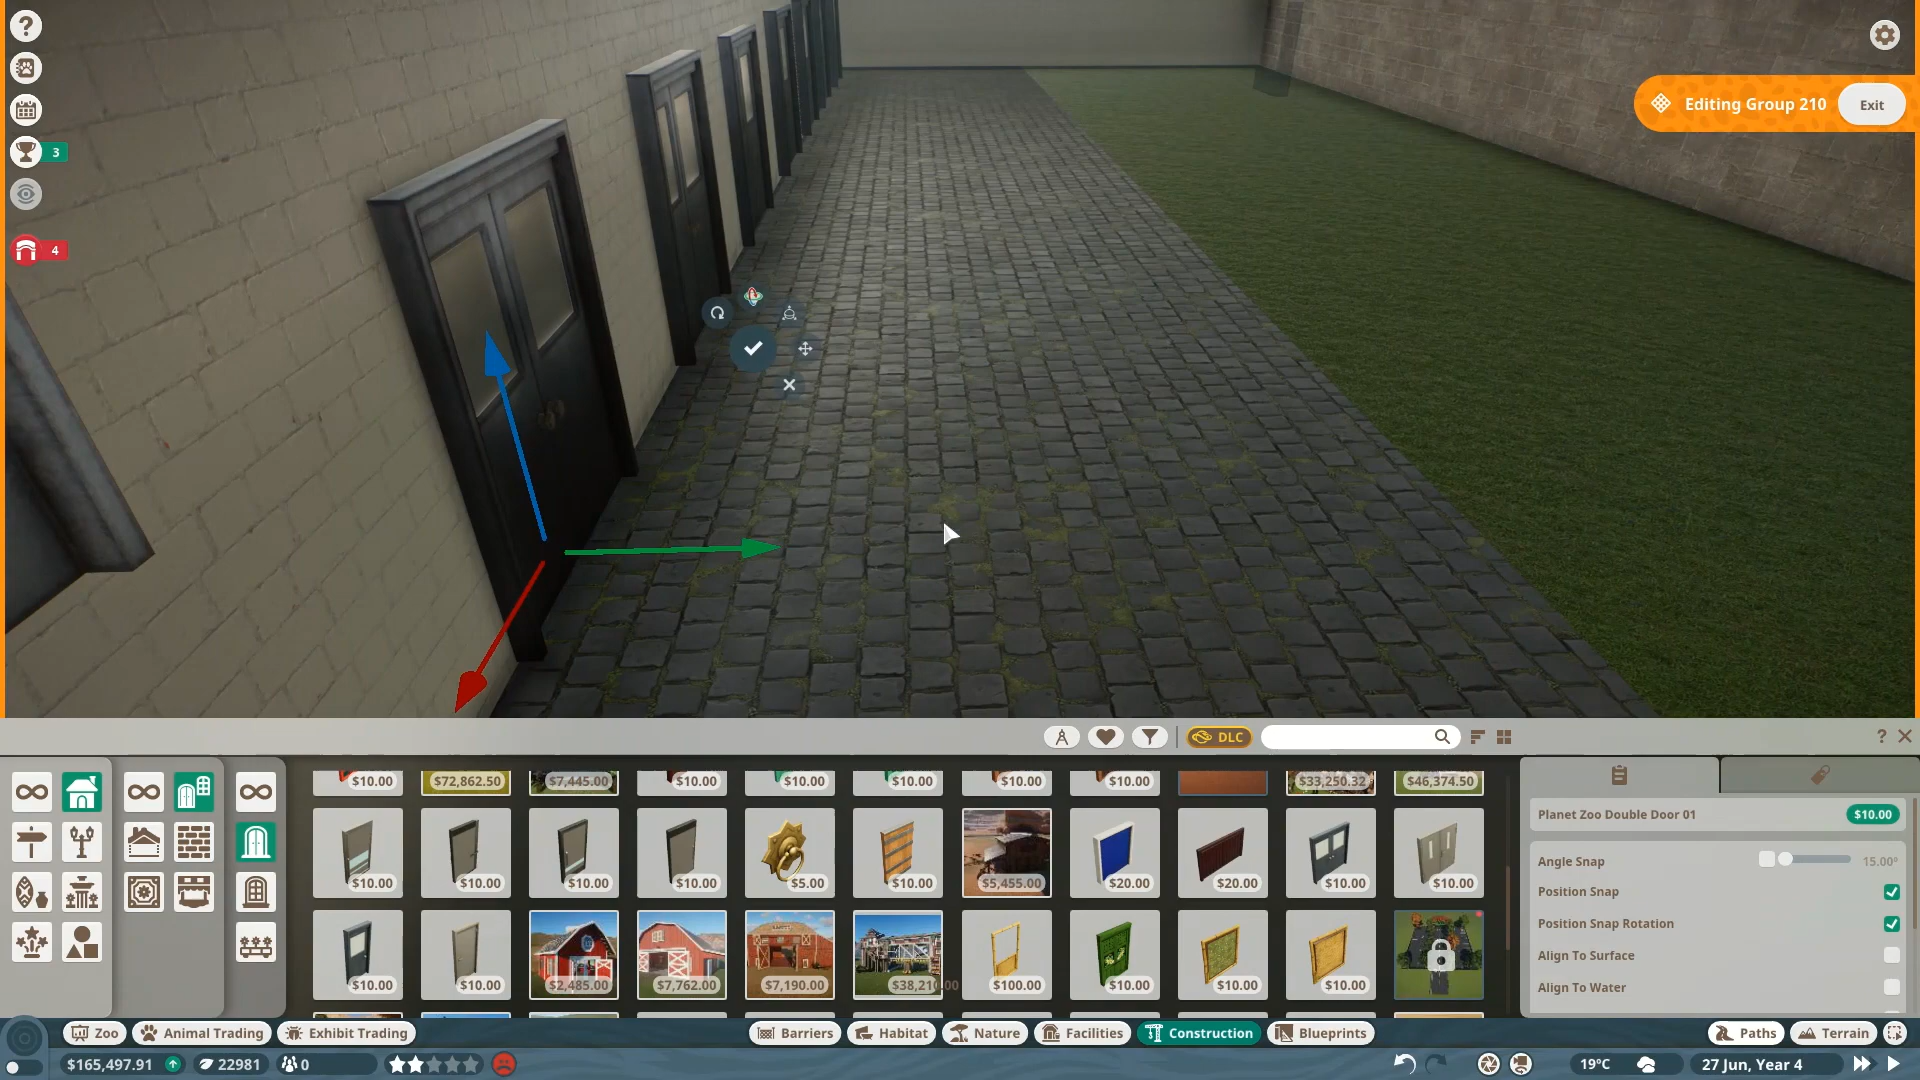 3
4
Editing Group 210
Exit
DLC
$10.00 $72,862.50 $7,445.00 $10.00 $10.00 $10.00 $10.00 $10.00 $33,250.32 $46,374.50
$10.00 $10.00 $10.00 $10.00 $5.00 $10.00 $5,455.00 $20.00 $20.00 $10.00 $10.00
$10.00 $10.00 $2,485.00 $7,762.00 $7,190.00 $38,210.00 $100.00 $10.00 $10.00 $10.00
Planet Zoo Double Door 01
$10.00
Angle Snap
15.00°
Position Snap
Position Snap Rotation
Align To Surface
Align To Water
Zoo
Animal Trading
Exhibit Trading
Barriers
Habitat
Nature
Facilities
Construction
Blueprints
Paths
Terrain
$165,497.91
22981
0
19°C
27 Jun, Year 4